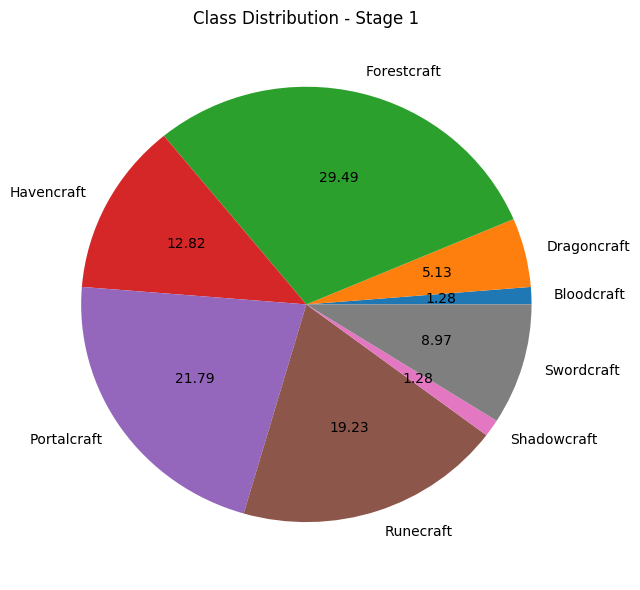 Class Distribution - Stage 1
Forestcraft
29.49
Havencraft
12.82
Dragoncraft
5.13
Bloodcraft
1.28
Swordcraft
8.97
Portalcraft
21.79
Shadowcraft
1.28
Runecraft
19.23